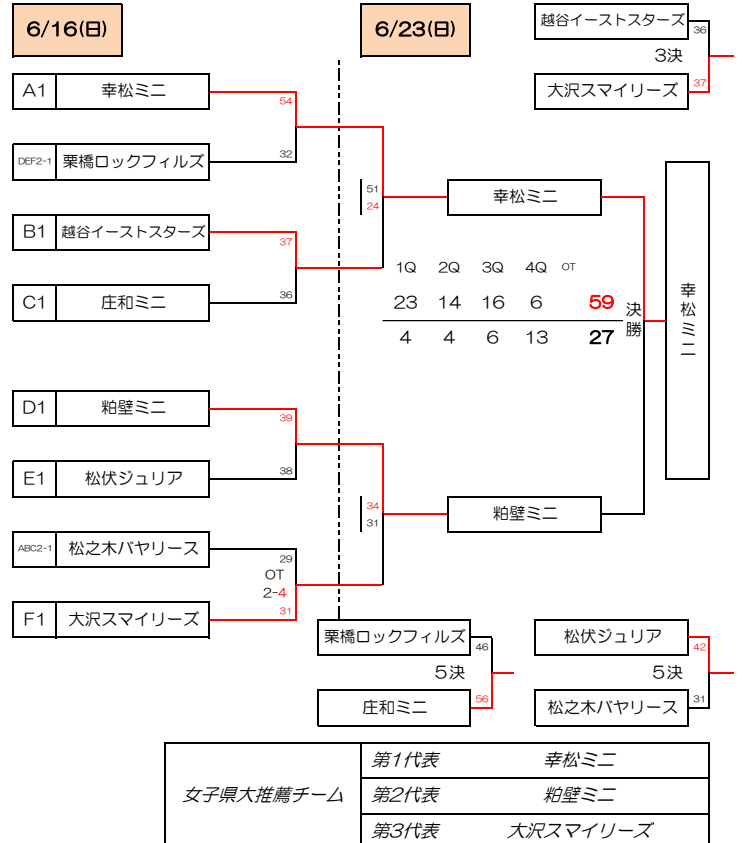 6/16(日)
6/23(日)
越谷イーストスターズ
36
3決
大沢スマイリーズ
37
A1 幸松ミニ
54
DEF2-1 栗橋ロックフィルズ
32
B1 越谷イーストスターズ
37
C1 庄和ミニ
36
51
24
幸松ミニ
1Q 2Q 3Q 4Q OT
23 14 16 6 59
4 4 6 13 27
決勝
幸松ミニ
D1 粕壁ミニ
39
E1 松伏ジュリア
38
ABC2-1 松之木バヤリース
29
OT
2-4
F1 大沢スマイリーズ
31
34
31
粕壁ミニ
栗橋ロックフィルズ
46
5決
庄和ミニ
56
松伏ジュリア
42
5決
松之木バヤリース
31
女子県大推薦チーム
第1代表 幸松ミニ
第2代表 粕壁ミニ
第3代表 大沢スマイリーズ